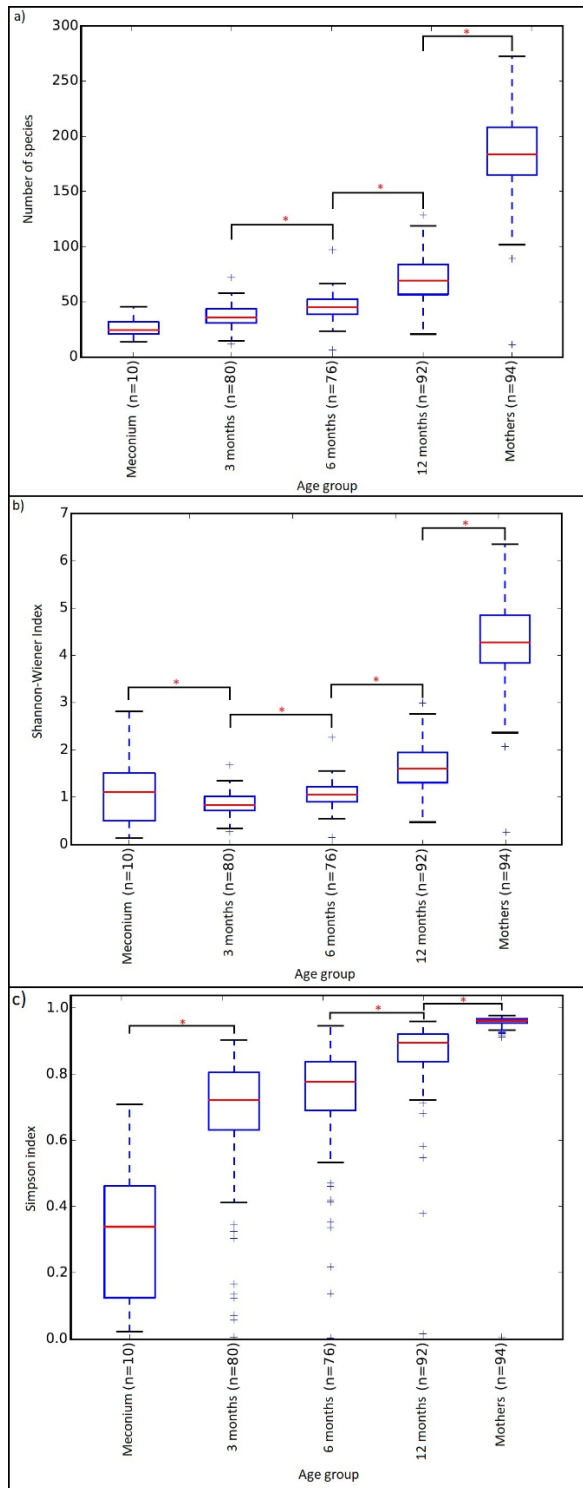 a)
300
250
200
150
100
50
0
Number of species
*
*
*
Meconium (n=10)
3 months (n=80)
6 months (n=76)
12 months (n=92)
Mothers (n=94)
Age group
b)
7
6
5
4
3
2
1
0
Shannon-Wiener Index
*
*
*
*
Meconium (n=10)
3 months (n=80)
6 months (n=76)
12 months (n=92)
Mothers (n=94)
Age group
c)
1.0
0.8
0.6
0.4
0.2
0.0
Simpson index
*
*
*
Meconium (n=10)
3 months (n=80)
6 months (n=76)
12 months (n=92)
Mothers (n=94)
Age group